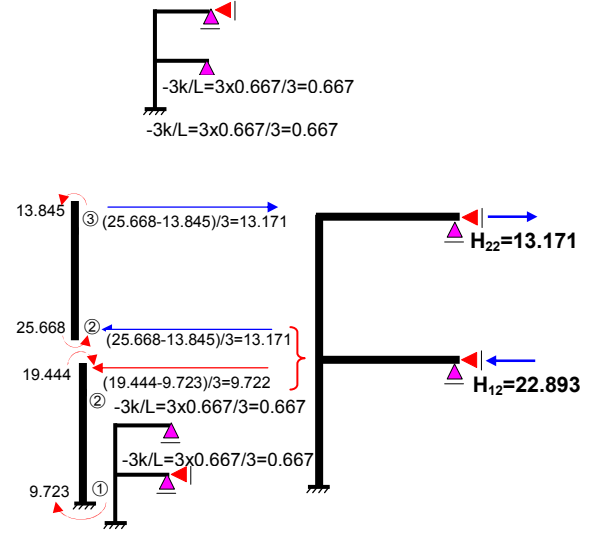 -3k/L=3x0.667/3=0.667
-3k/L=3x0.667/3=0.667
13.845
③ (25.668-13.845)/3=13.171
H22=13.171
25.668 ②
(25.668-13.845)/3=13.171
19.444
(19.444-9.723)/3=9.722
H12=22.893
② -3k/L=3x0.667/3=0.667
-3k/L=3x0.667/3=0.667
9.723 ①